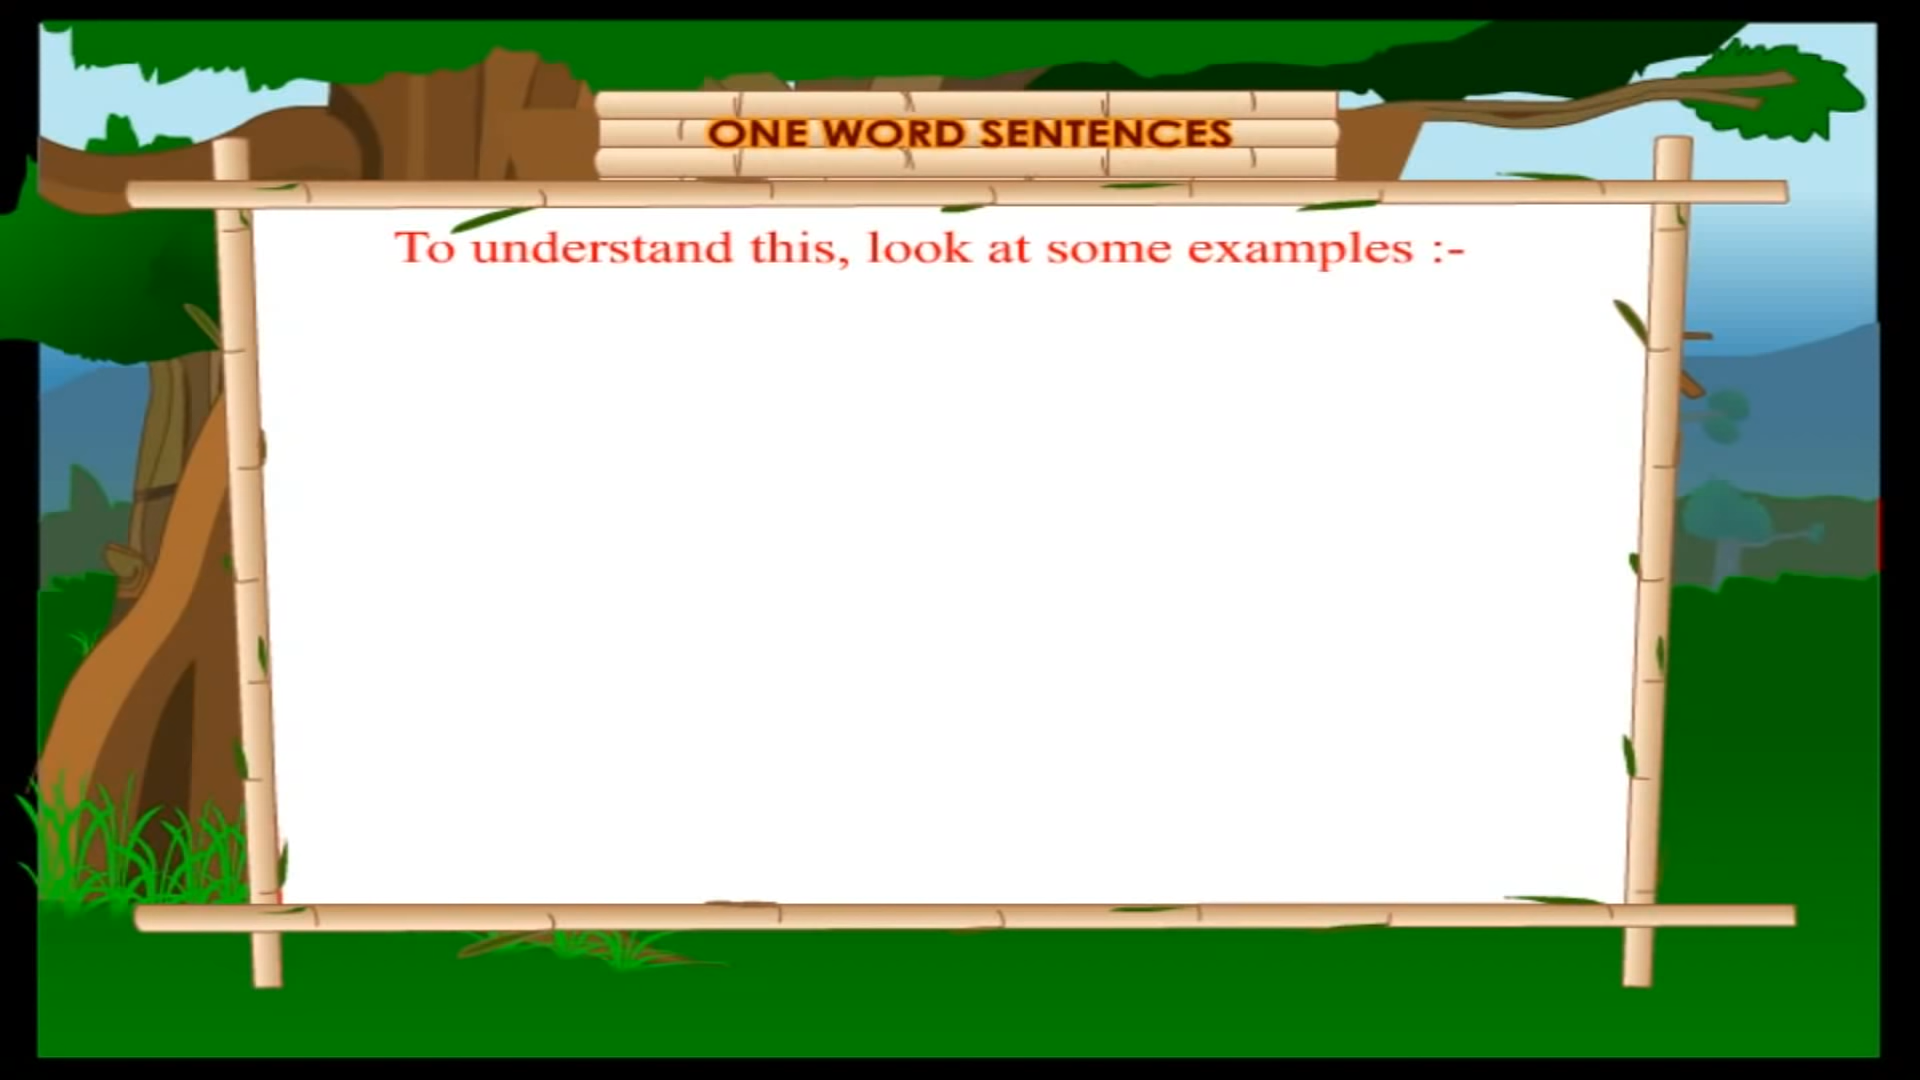 ONE WORD SENTENCES
To understand this, look at some examples :-